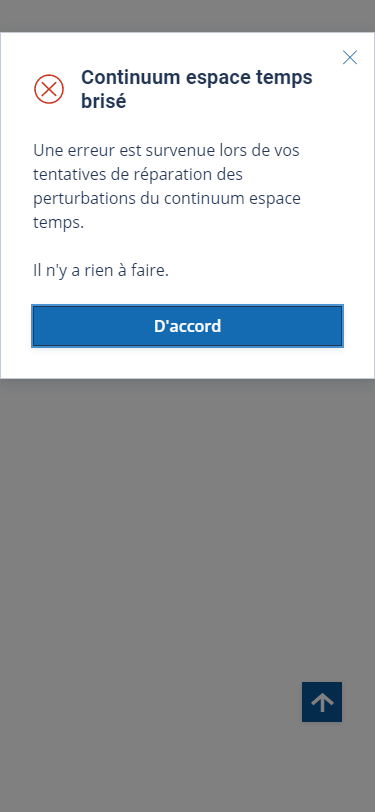 Continuum espace temps
brisé
Une erreur est survenue lors de vos
tentatives de réparation des
perturbations du continuum espace
temps.
Il n'y a rien à faire.
D'accord